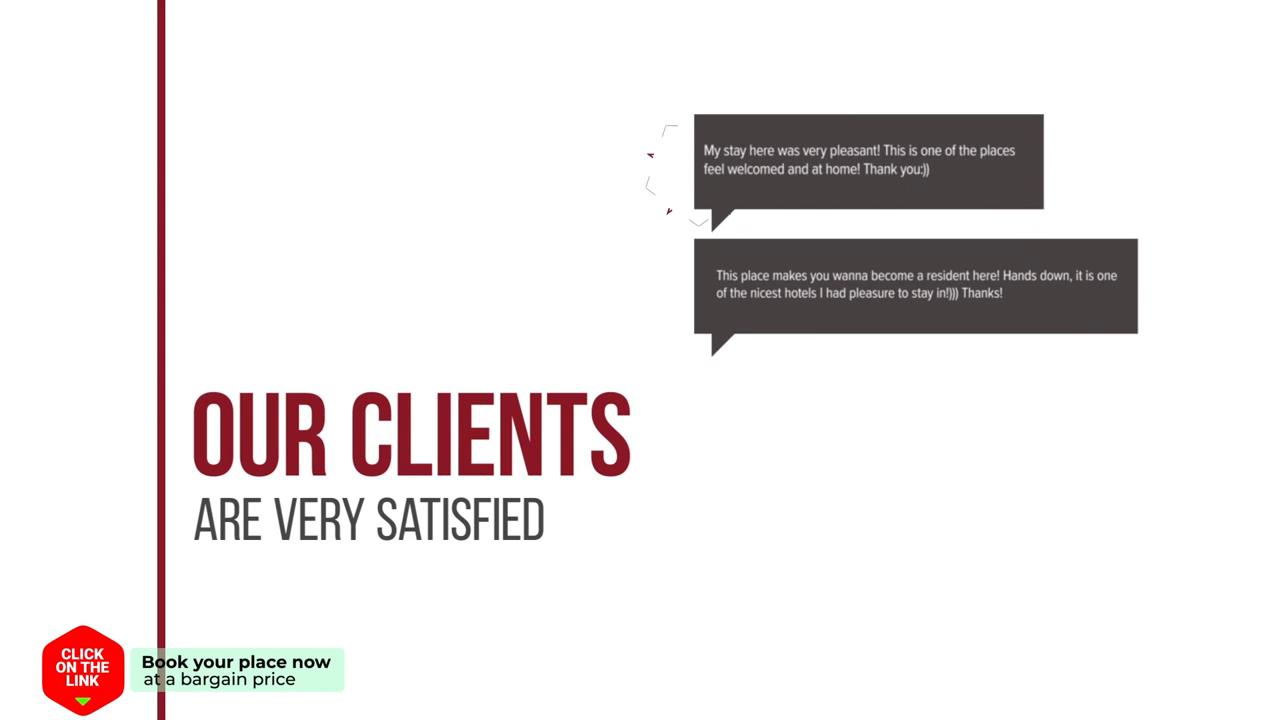 My stay here was very pleasant! This is one of the places
feel welcomed and at home! Thank you:))
This place makes you wanna become a resident here! Hands down, it is one
of the nicest hotels I had pleasure to stay in!))) Thanks!
OUR CLIENTS
ARE VERY SATISFIED
CLICK
ON THE
LINK
Book your place now
at a bargain price